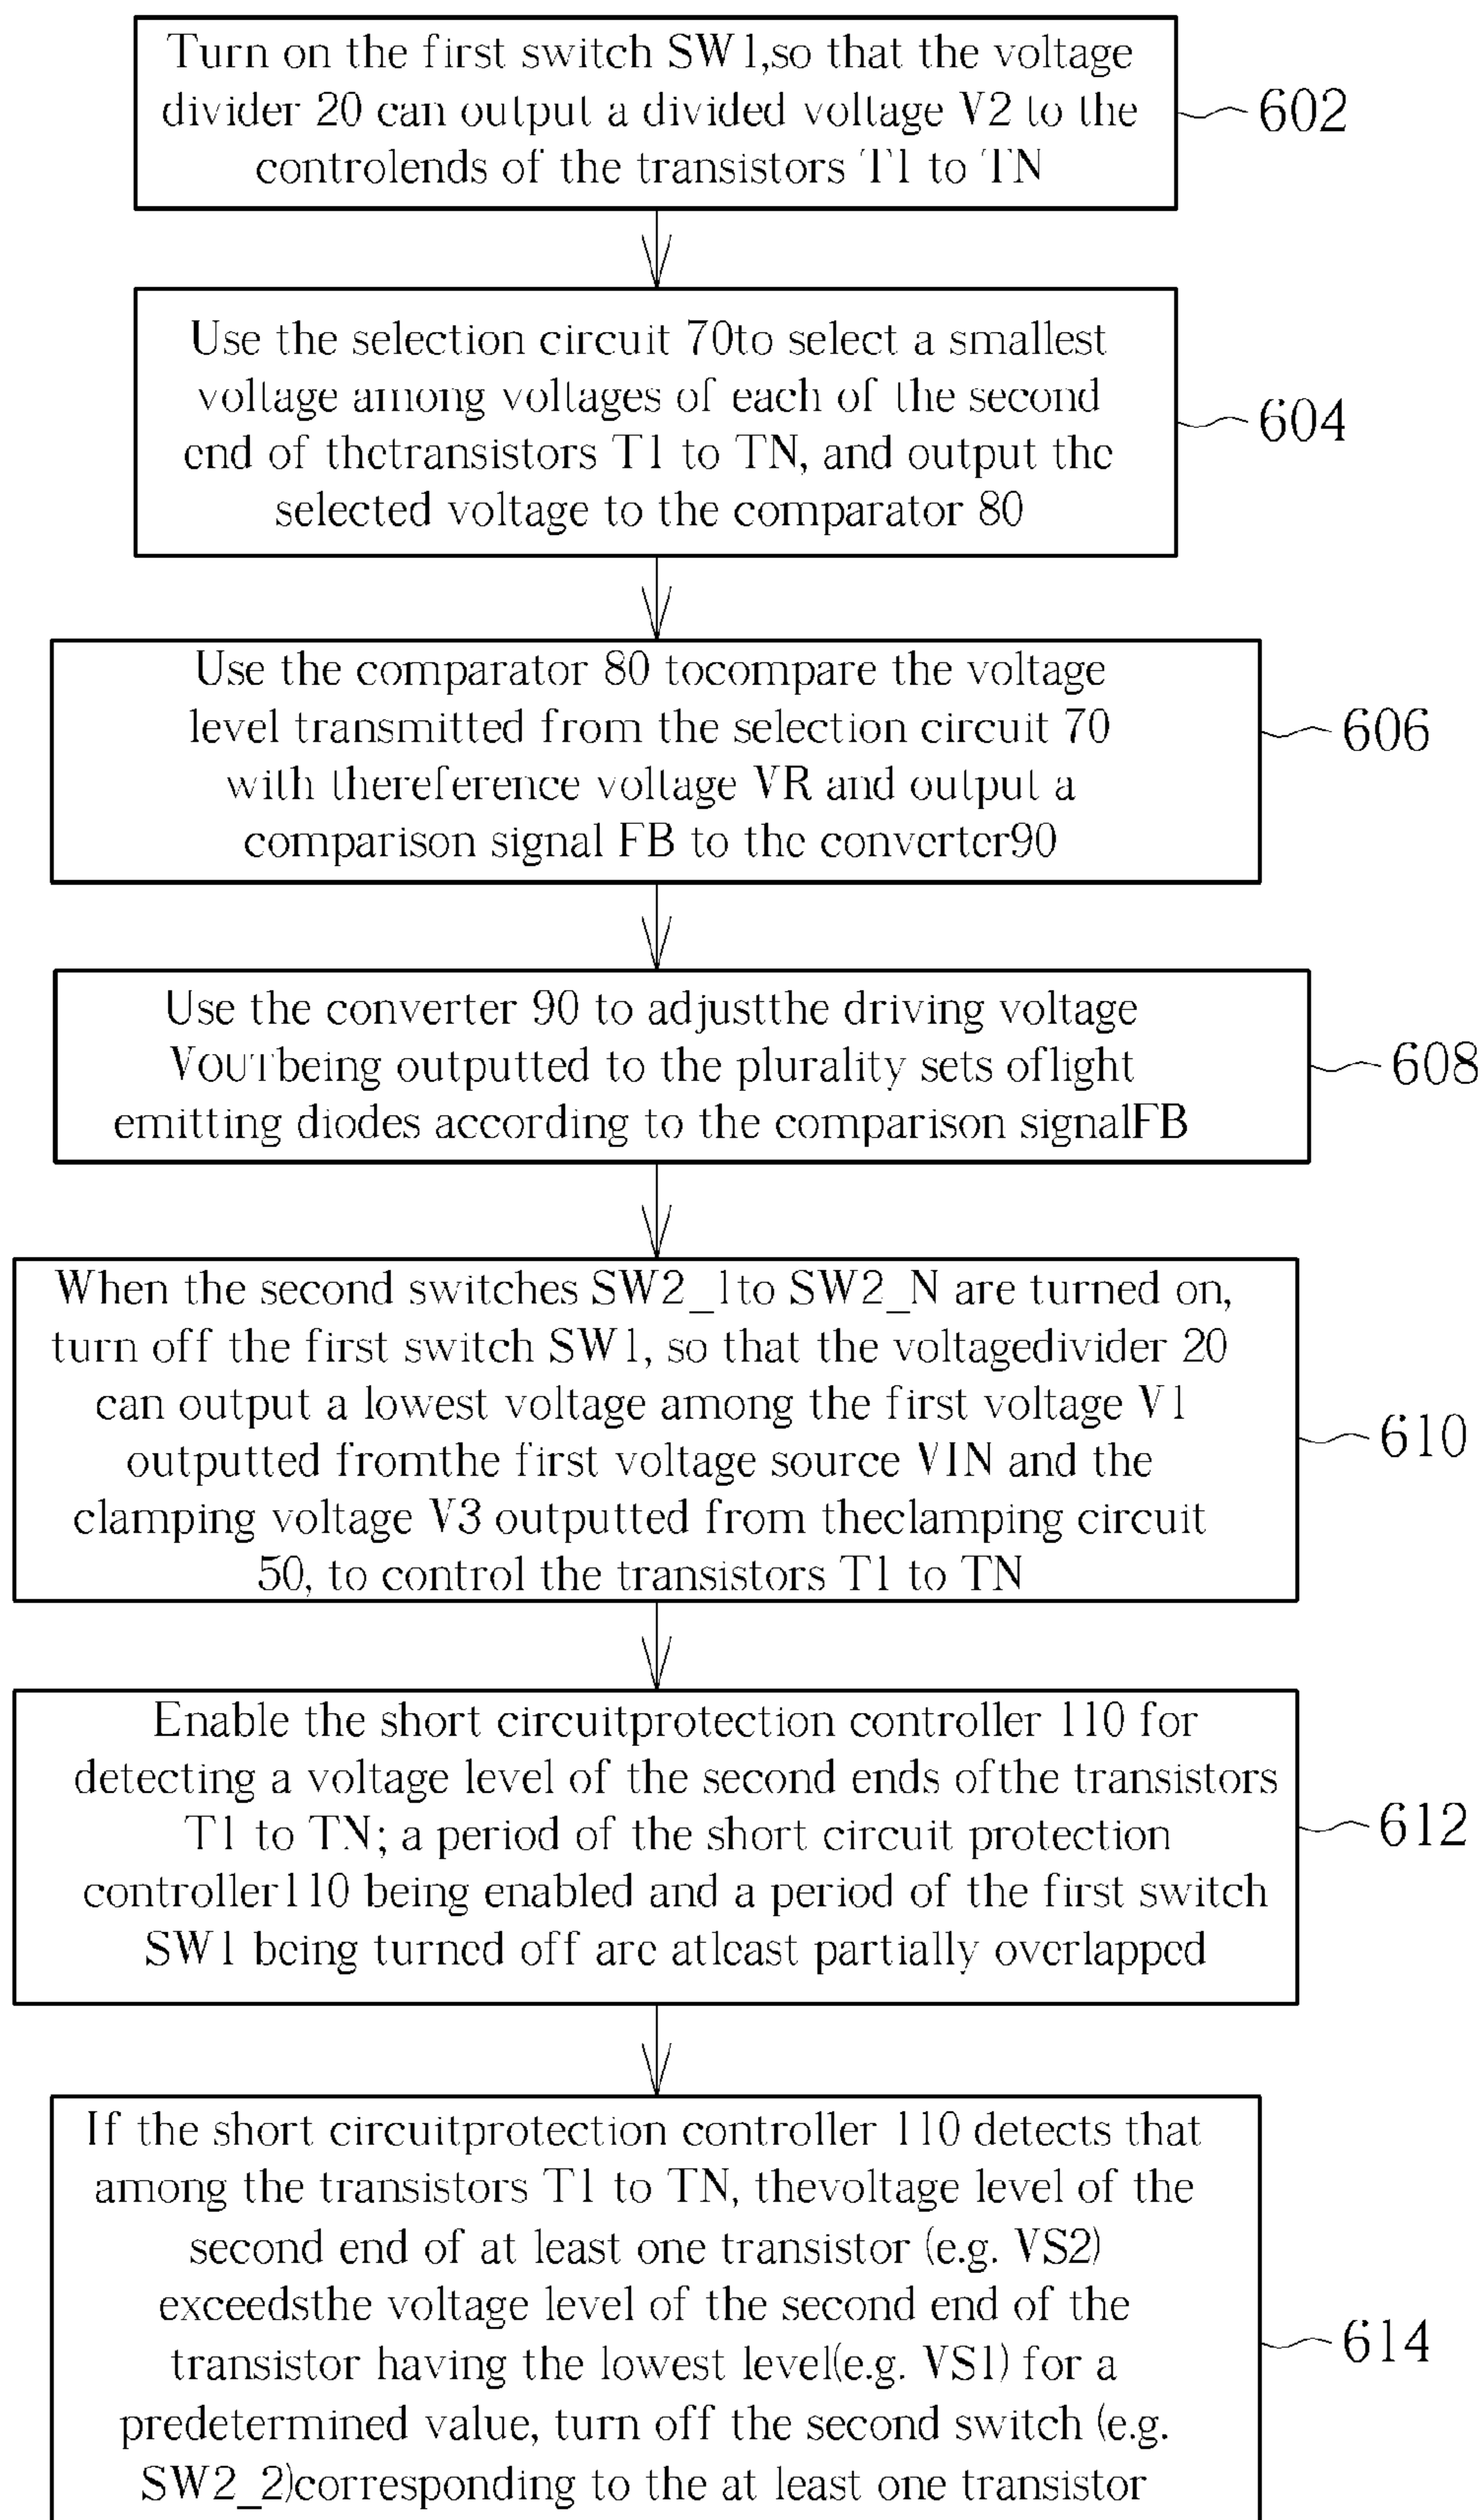 Turn on the first switch SW1,so that the voltage
divider 20 can output a divided voltage V2 to the
controlends of the transistors T1 to TN
602
Use the selection circuit 70to select a smallest
voltage among voltages of each of the second
end of thetransistors T1 to TN, and output the
selected voltage to the comparator 80
604
Use the comparator 80 tocompare the voltage
level transmitted from the selection circuit 70
with thereference voltage VR and output a
comparison signal FB to the converter90
606
Use the converter 90 to adjustthe driving voltage
VOUTbeing outputted to the plurality sets oflight
emitting diodes according to the comparison signalFB
608
When the second switches SW2_1to SW2_N are turned on,
turn off the first switch SW1, so that the voltagedivider 20
can output a lowest voltage among the first voltage V1
outputted fromthe first voltage source VIN and the
clamping voltage V3 outputted from theclamping circuit
50, to control the transistors T1 to TN
610
Enable the short circuitprotection controller 110 for
detecting a voltage level of the second ends ofthe transistors
T1 to TN; a period of the short circuit protection
controller110 being enabled and a period of the first switch
SW1 being turned off are atleast partially overlapped
612
If the short circuitprotection controller 110 detects that
among the transistors T1 to TN, thevoltage level of the
second end of at least one transistor (e.g. VS2)
exceedsthe voltage level of the second end of the
transistor having the lowest level(e.g. VS1) for a
predetermined value, turn off the second switch (e.g.
SW2_2)corresponding to the at least one transistor
614